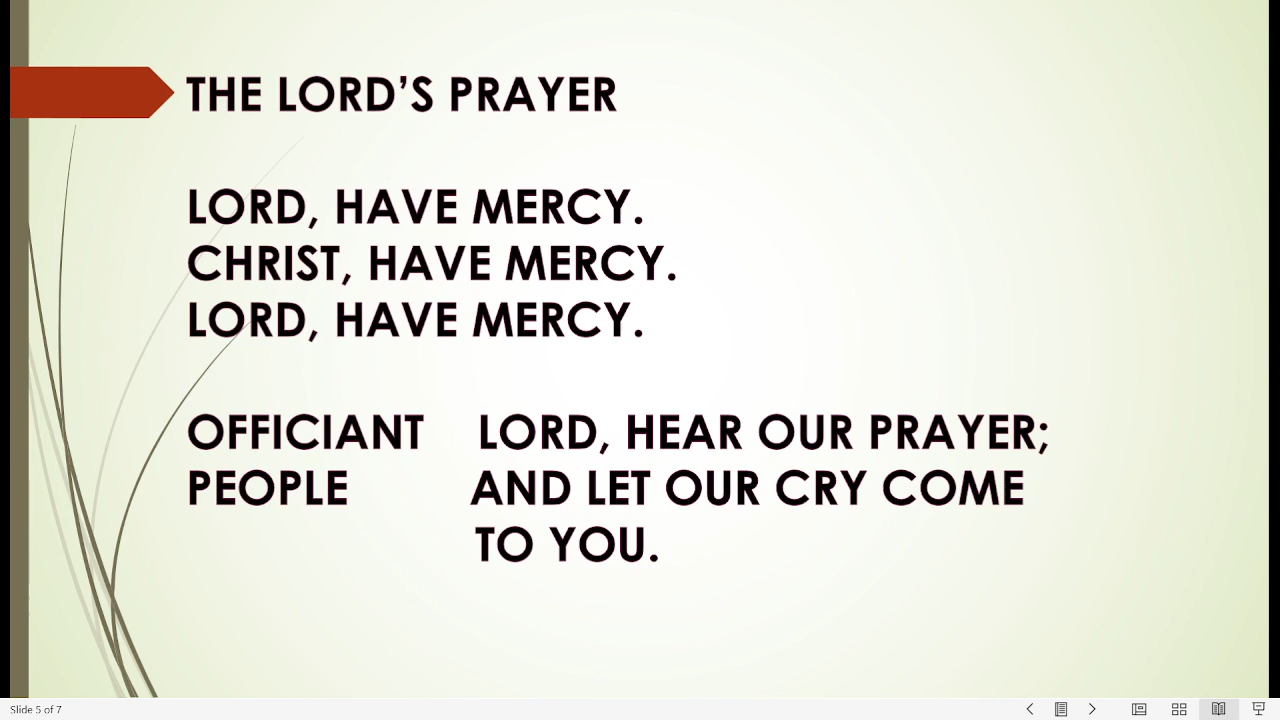 THE LORD’S PRAYER
LORD, HAVE MERCY.
CHRIST, HAVE MERCY.
LORD, HAVE MERCY.
OFFICIANT LORD, HEAR OUR PRAYER;
PEOPLE AND LET OUR CRY COME
TO YOU.
Slide 5 of 7